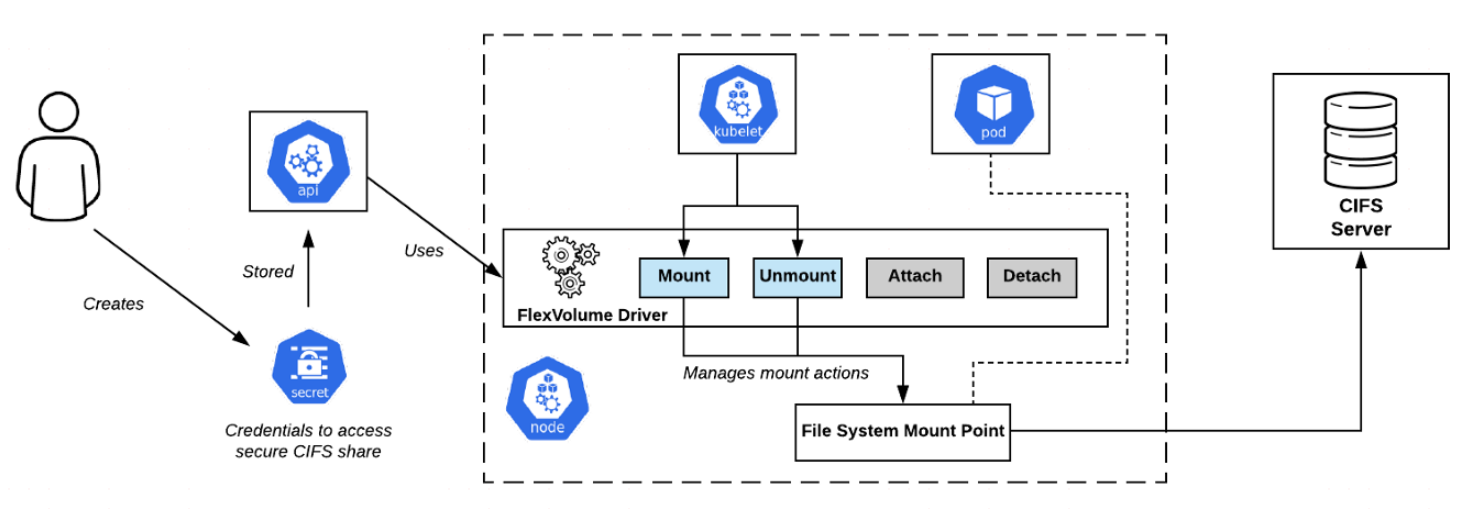 kubelet
pod
api
CIFS
Server
Stored
Uses
Creates
Mount
Unmount
Attach
Detach
FlexVolume Driver
Manages mount actions
secret
node
Credentials to access
secure CIFS share
File System Mount Point